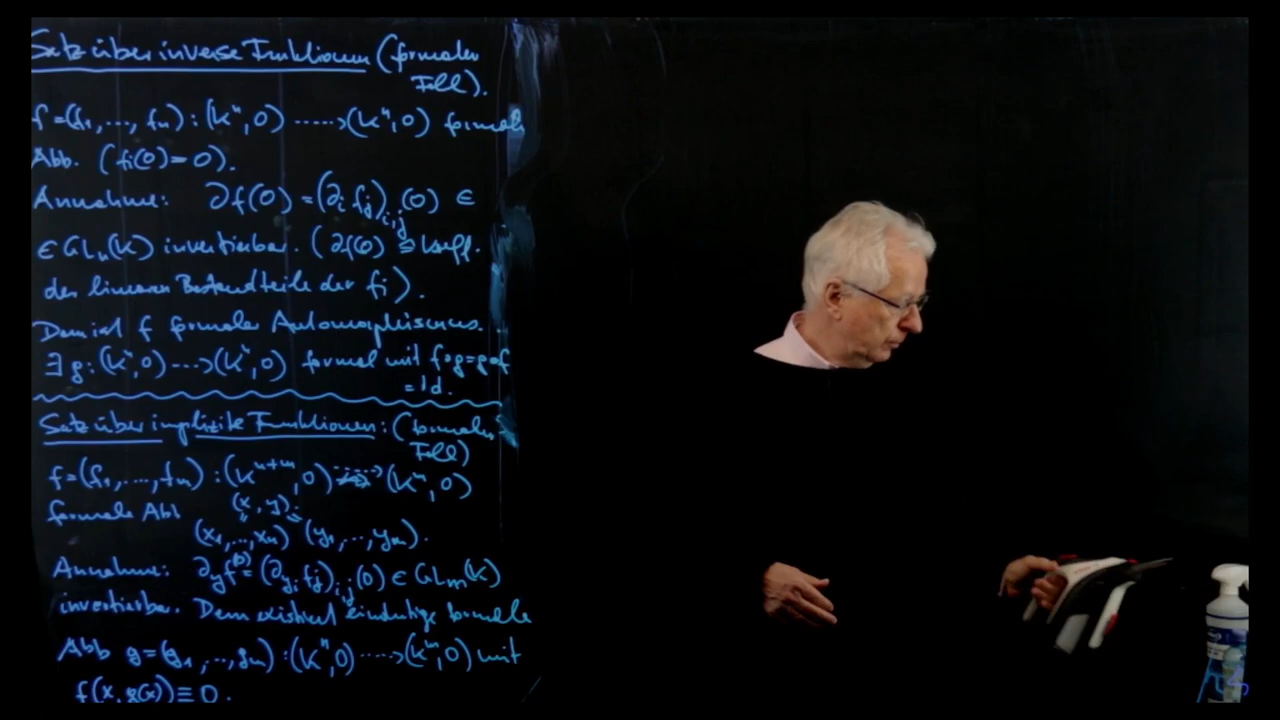 Satz über inverse Funktionen (formaler
Fall).
f=(f₁,..., fₙ) : (Kⁿ,0) ·····> (Kⁿ,0) formale
Abb. (fᵢ(0)=0).
Annahme: ∂f(0) = (∂ᵢ fⱼ)ᵢ,ⱼ(0) ∈
∈ GLₙ(K) invertierbar. (∂f(0) ≙ Koeff.
der linearen Bestandteile der fᵢ).
Dann ist f formaler Automorphismus.
∃ g: (Kⁿ,0) ---> (Kⁿ,0) formal mit f∘g=g∘f
=Id.
Satz über implizite Funktionen: (formaler
Fall)
f=(f₁,...,fₘ) : (Kⁿ⁺ᵐ,0) ·····> (Kᵐ,0)
formale Abb (x, y):
(x₁,...,xₙ) (y₁,...,yₘ).
Annahme: ∂_y f(0) = (∂_{yᵢ} fⱼ)ᵢ,ⱼ(0) ∈ GLₘ(K)
invertierbar. Dann existiert eindeutige formale
Abb g=(g₁,..,gₘ) : (Kⁿ,0) ·····> (Kᵐ,0) mit
f(x,g(x)) ≡ 0.